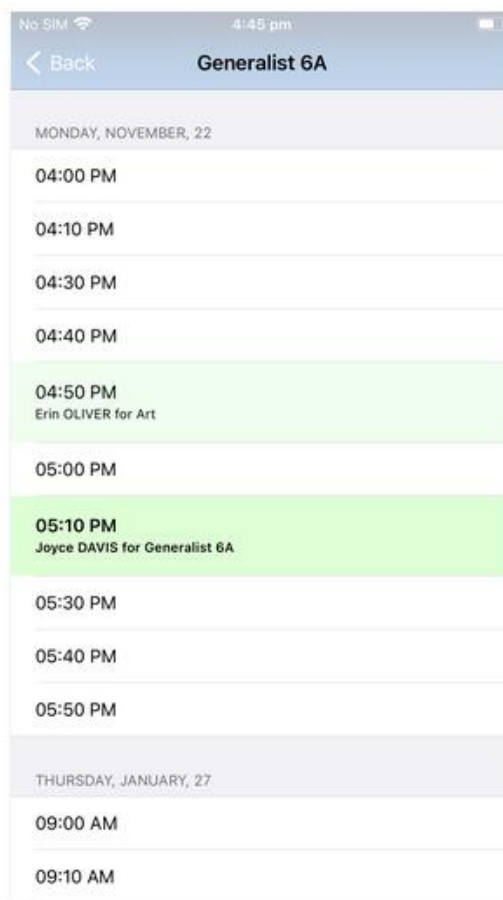 No SIM 4:45 pm
Back Generalist 6A
MONDAY, NOVEMBER, 22
04:00 PM
04:10 PM
04:30 PM
04:40 PM
04:50 PM
Erin OLIVER for Art
05:00 PM
05:10 PM
Joyce DAVIS for Generalist 6A
05:30 PM
05:40 PM
05:50 PM
THURSDAY, JANUARY, 27
09:00 AM
09:10 AM